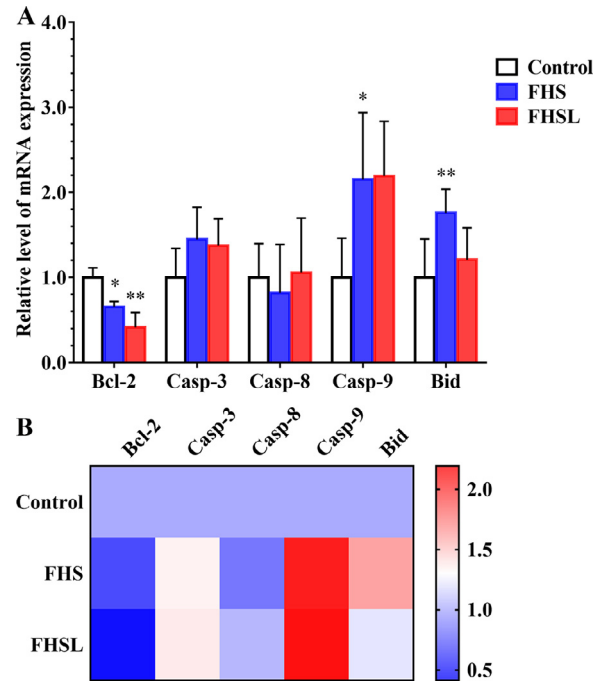 A
Relative level of mRNA expression
4.0
3.0
2.0
1.0
0.0
Control
FHS
FHSL
*
**
*
**
Bcl-2
Casp-3
Casp-8
Casp-9
Bid
B
Bcl-2
Casp-3
Casp-8
Casp-9
Bid
Control
FHS
FHSL
2.0
1.5
1.0
0.5